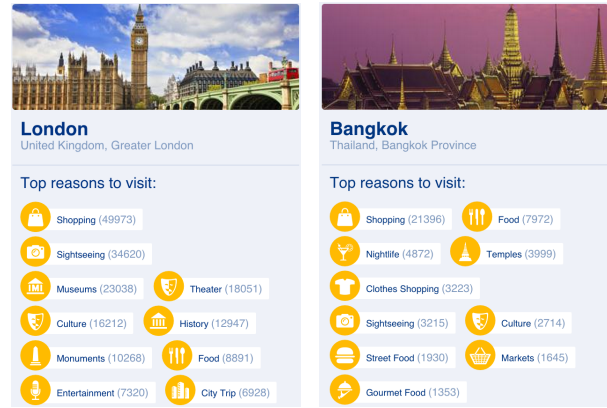 London
United Kingdom, Greater London
Top reasons to visit:
Shopping (49973)
Sightseeing (34620)
Museums (23038) Theater (18051)
Culture (16212) History (12947)
Monuments (10268) Food (8891)
Entertainment (7320) City Trip (6928)
Bangkok
Thailand, Bangkok Province
Top reasons to visit:
Shopping (21396) Food (7972)
Nightlife (4872) Temples (3999)
Clothes Shopping (3223)
Sightseeing (3215) Culture (2714)
Street Food (1930) Markets (1645)
Gourmet Food (1353)